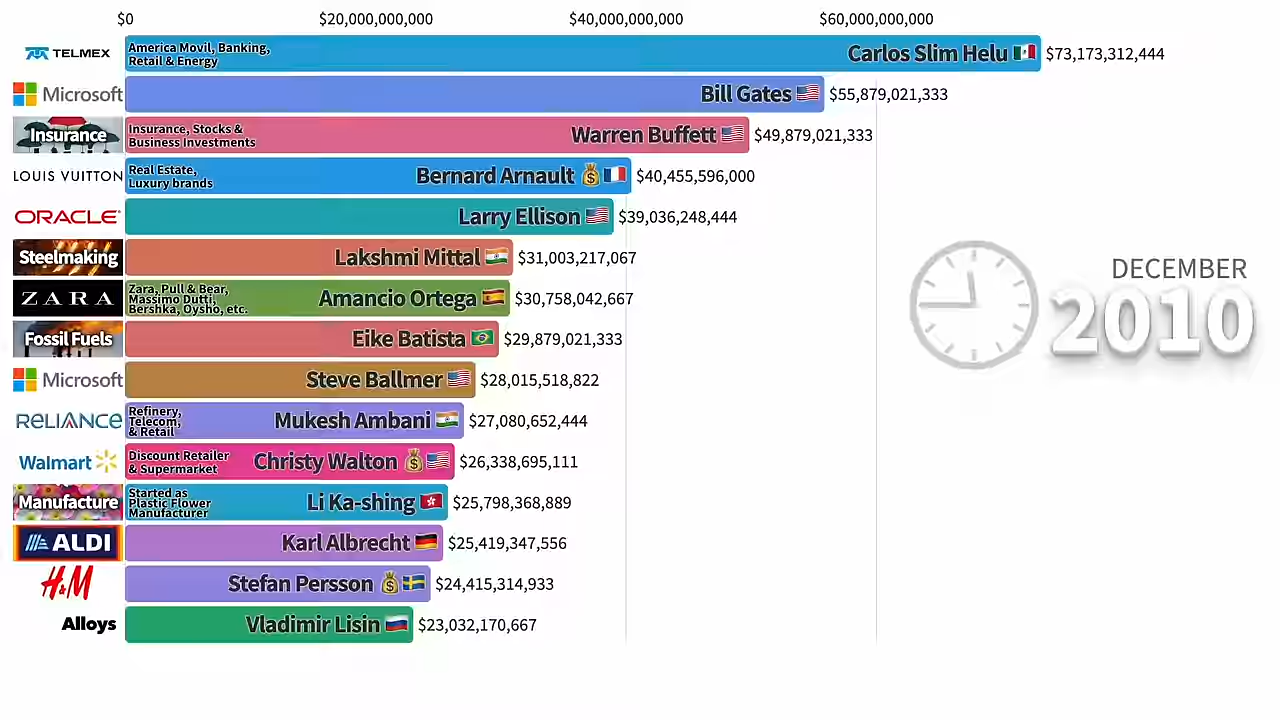 $0 $20,000,000,000 $40,000,000,000 $60,000,000,000
TELMEX America Movil, Banking,
Retail & Energy
Carlos Slim Helu $73,173,312,444
Microsoft Bill Gates $55,879,021,333
Insurance Insurance, Stocks &
Business Investments
Warren Buffett $49,879,021,333
LOUIS VUITTON Real Estate,
Luxury brands
Bernard Arnault $40,455,596,000
ORACLE Larry Ellison $39,036,248,444
Steelmaking Lakshmi Mittal $31,003,217,067
ZARA Zara, Pull & Bear,
Massimo Dutti,
Bershka, Oysho, etc.
Amancio Ortega $30,758,042,667
Fossil Fuels Eike Batista $29,879,021,333
Microsoft Steve Ballmer $28,015,518,822
RELIANCE Refinery,
Telecom,
& Retail
Mukesh Ambani $27,080,652,444
Walmart Discount Retailer
& Supermarket
Christy Walton $26,338,695,111
Manufacture Started as
Plastic Flower
Manufacturer
Li Ka-shing $25,798,368,889
ALDI Karl Albrecht $25,419,347,556
H&M Stefan Persson $24,415,314,933
Alloys Vladimir Lisin $23,032,170,667
DECEMBER
2010